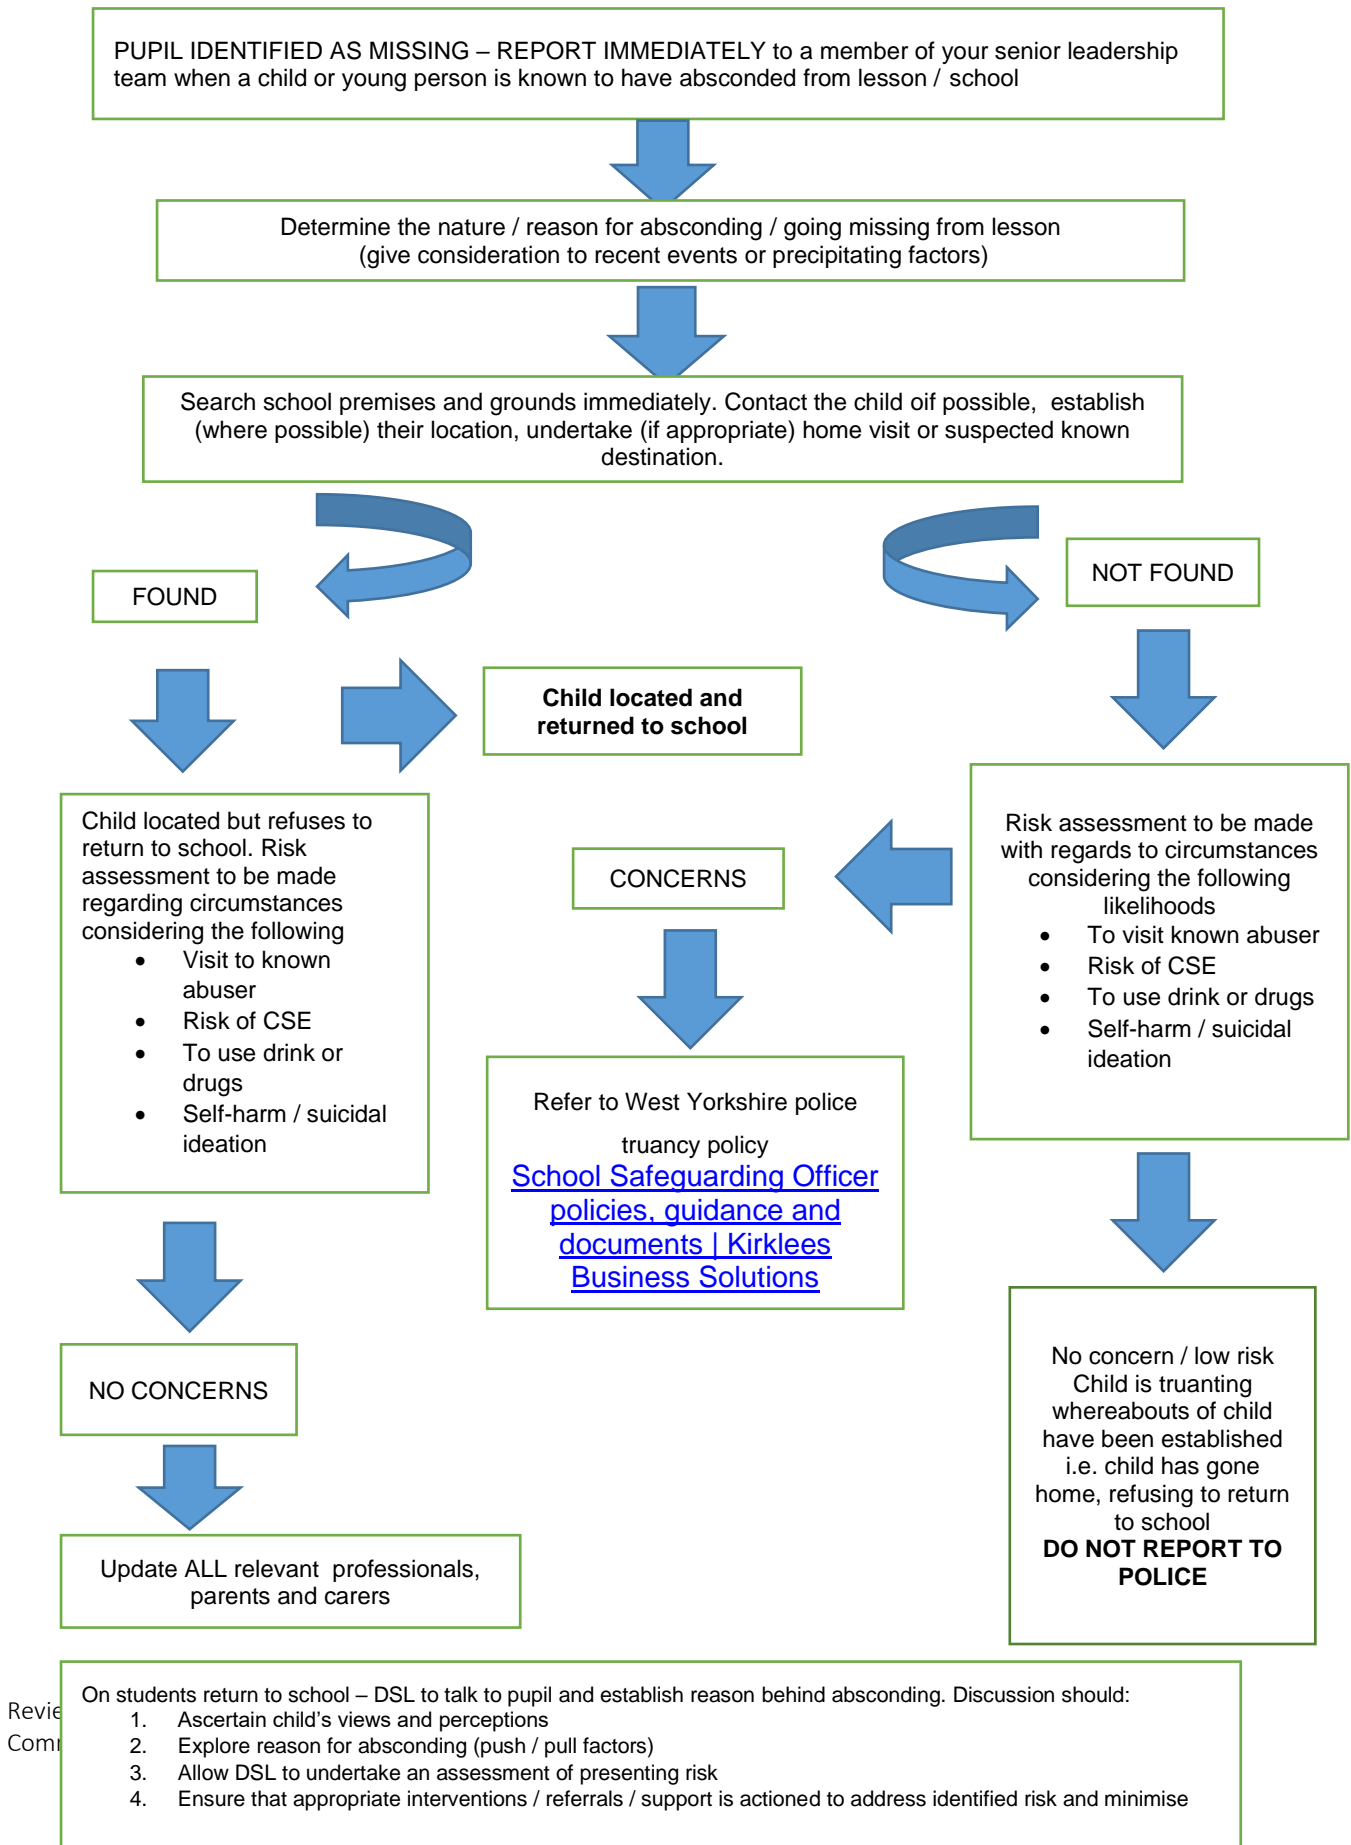 PUPIL IDENTIFIED AS MISSING – REPORT IMMEDIATELY to a member of your senior leadership
team when a child or young person is known to have absconded from lesson / school
Determine the nature / reason for absconding / going missing from lesson
(give consideration to recent events or precipitating factors)
Search school premises and grounds immediately. Contact the child oif possible, establish
(where possible) their location, undertake (if appropriate) home visit or suspected known
destination.
FOUND
NOT FOUND
Child located and
returned to school
Child located but refuses to
return to school. Risk
assessment to be made
regarding circumstances
considering the following
• Visit to known
abuser
• Risk of CSE
• To use drink or
drugs
• Self-harm / suicidal
ideation
CONCERNS
Risk assessment to be made
with regards to circumstances
considering the following
likelihoods
• To visit known abuser
• Risk of CSE
• To use drink or drugs
• Self-harm / suicidal
ideation
Refer to West Yorkshire police
truancy policy
School Safeguarding Officer
policies, guidance and
documents | Kirklees
Business Solutions
NO CONCERNS
No concern / low risk
Child is truanting
whereabouts of child
have been established
i.e. child has gone
home, refusing to return
to school
DO NOT REPORT TO
POLICE
Update ALL relevant professionals,
parents and carers
On students return to school – DSL to talk to pupil and establish reason behind absconding. Discussion should:
1. Ascertain child's views and perceptions
2. Explore reason for absconding (push / pull factors)
3. Allow DSL to undertake an assessment of presenting risk
4. Ensure that appropriate interventions / referrals / support is actioned to address identified risk and minimise